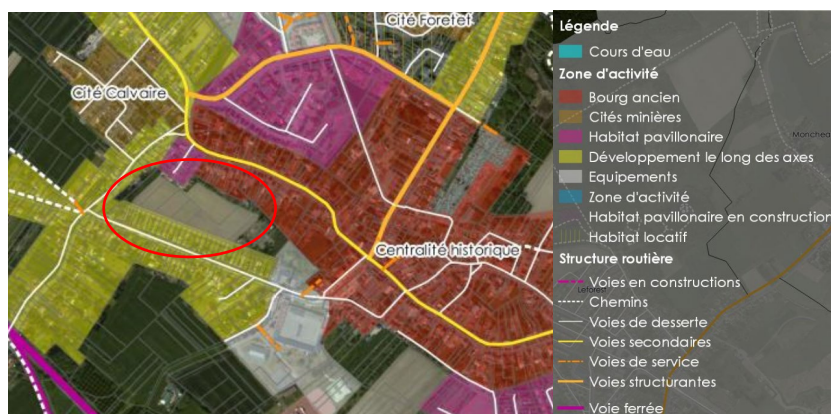 Cité Foretet
Cité Calvaire
Centralité historique
Légende
Cours d'eau
Zone d'activité
Bourg ancien
Cités minières
Habitat pavillonaire
Développement le long des axes
Equipements
Zone d'activité
Habitat pavillonaire en construction
Habitat locatif
Structure routière
Voies en constructions
Chemins
Voies de desserte
Voies secondaires
Voies de service
Voies structurantes
Voie ferrée
Monchea
Leforest